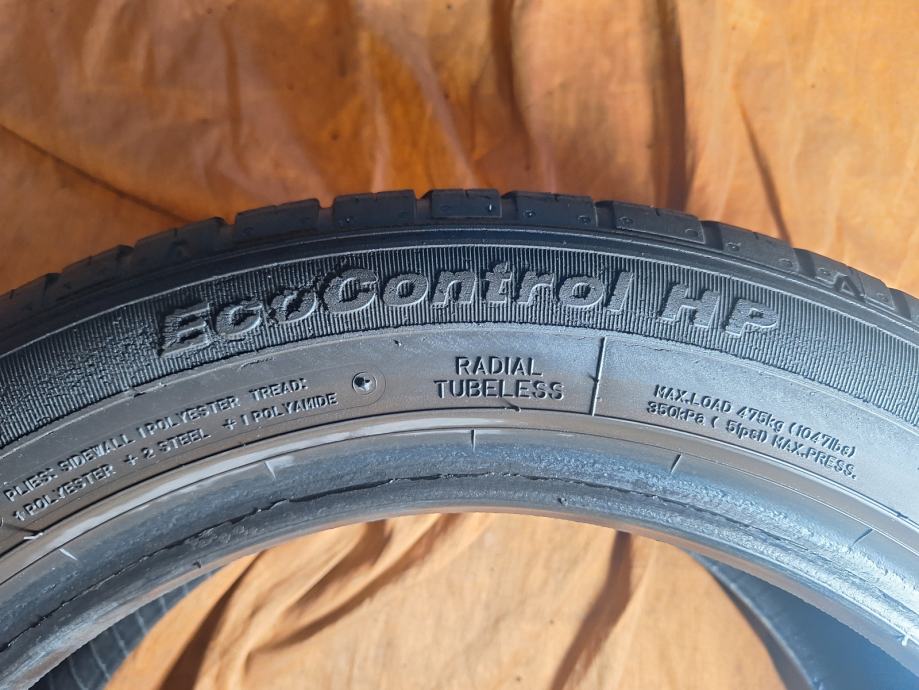 EcoControl HP
PLIES: SIDEWALL 1 POLYESTER TREAD:
1 POLYESTER + 2 STEEL + 1 POLYAMIDE
RADIAL
TUBELESS
MAX.LOAD 475kg (1047lbs)
350kPa ( 51psi) MAX.PRESS.